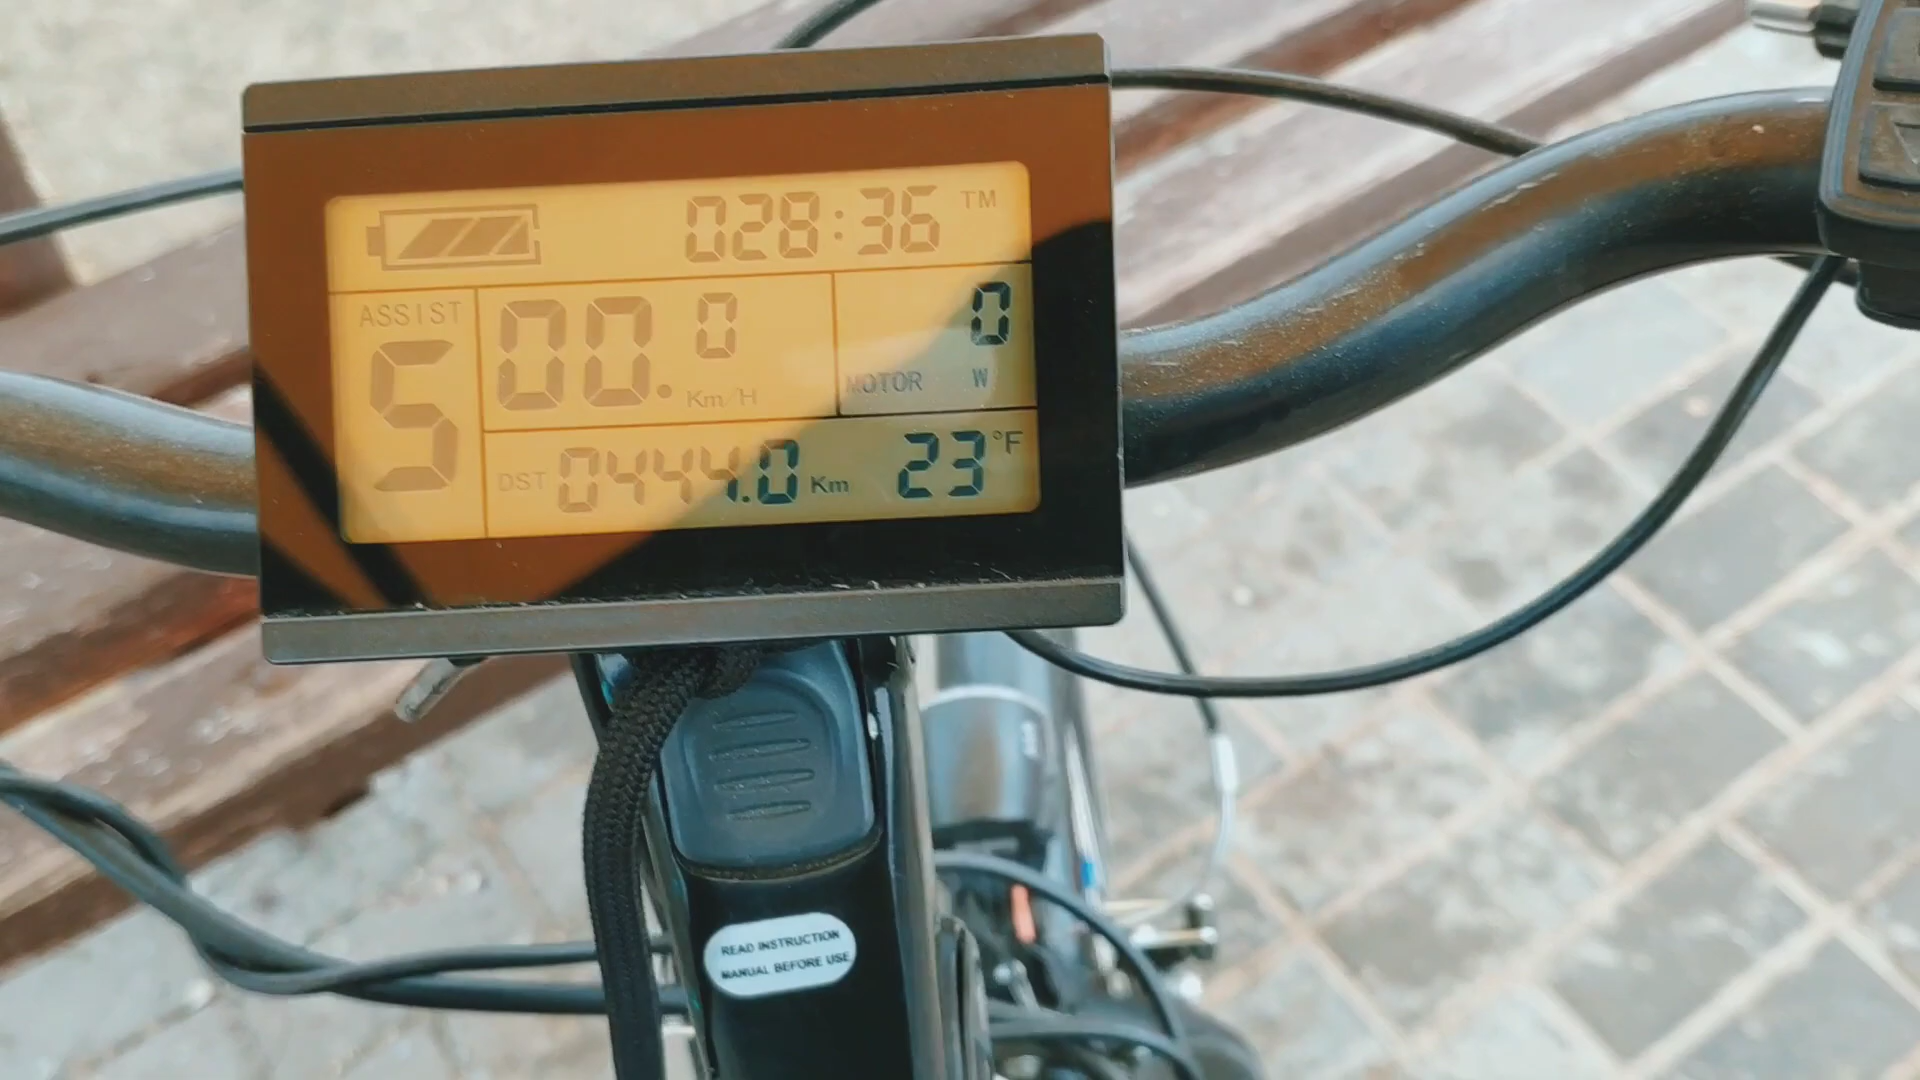 028:36 TM
ASSIST
5
00.0
Km/H
0
MOTOR W
DST 0444.0 Km
23 °F
READ INSTRUCTION
MANUAL BEFORE USE